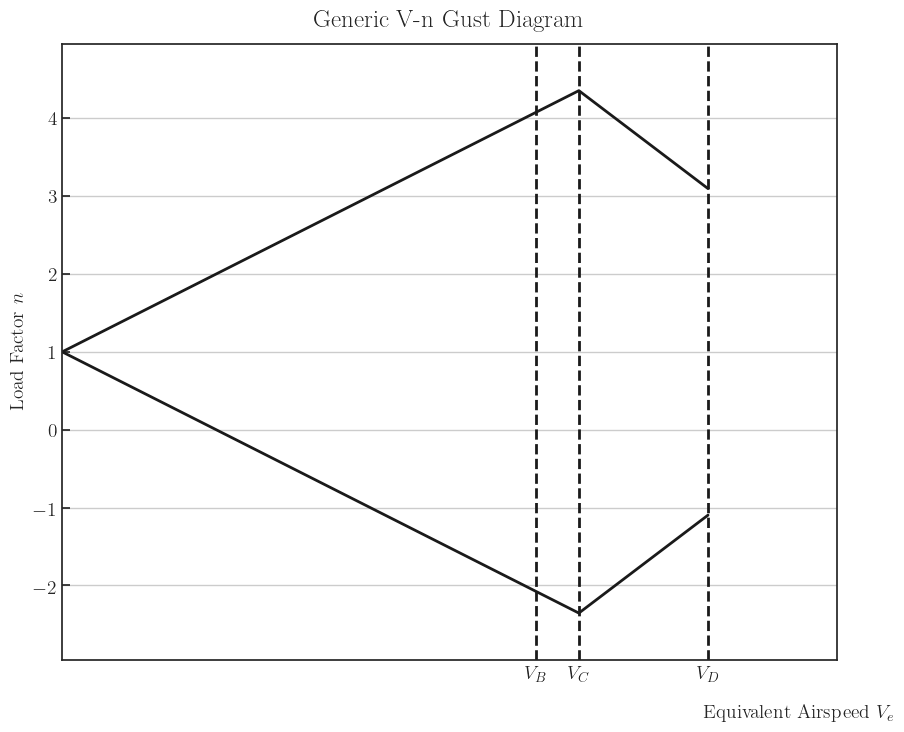 Generic V-n Gust Diagram
Load Factor n
4
3
2
1
0
−1
−2
V_B V_C V_D
Equivalent Airspeed V_e